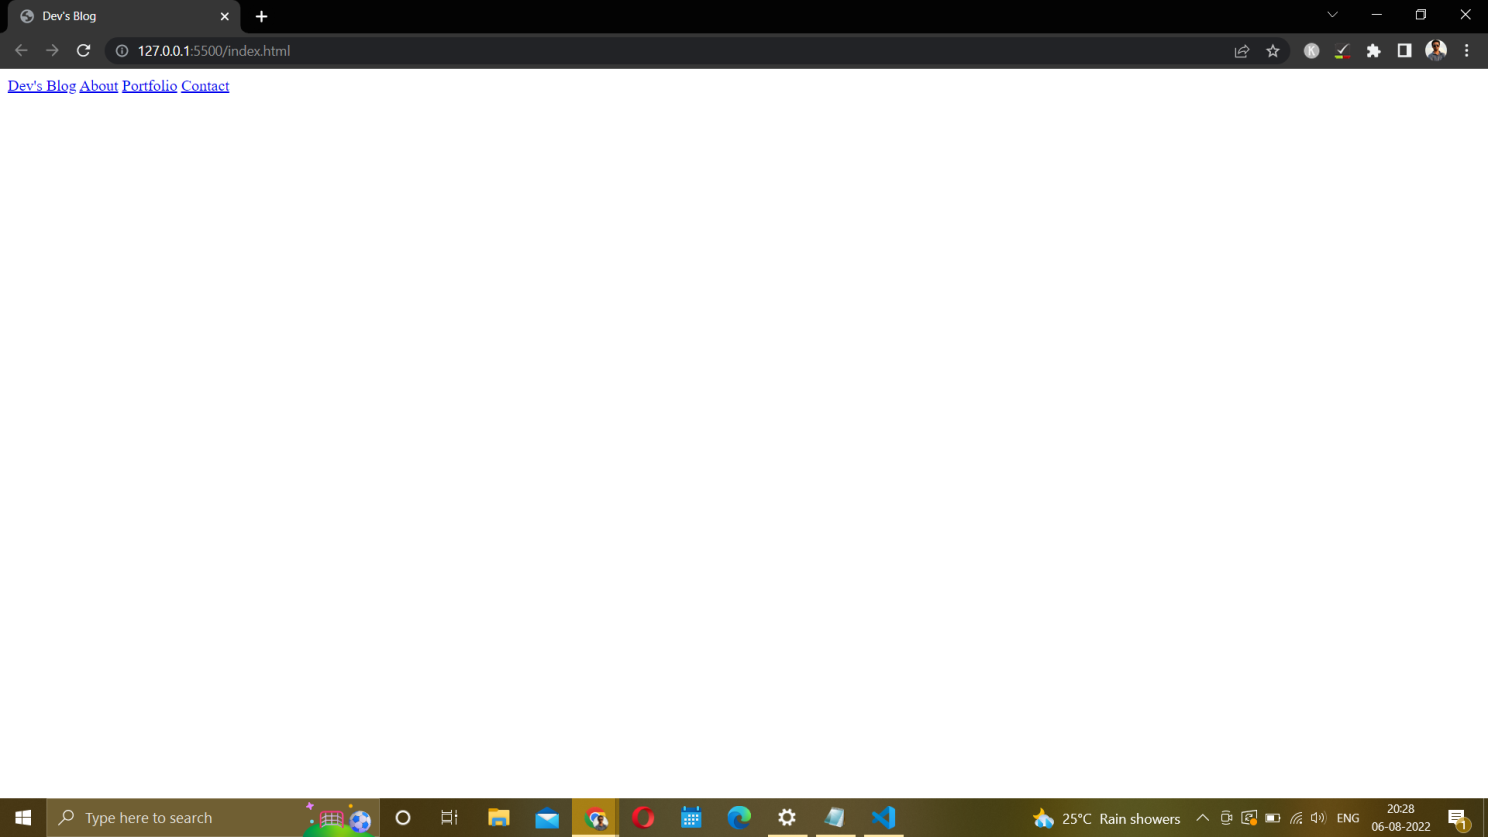 Dev's Blog
127.0.0.1:5500/index.html
K
Dev's Blog About Portfolio Contact
Type here to search
25°C Rain showers
ENG
20:28
06-08-2022
1